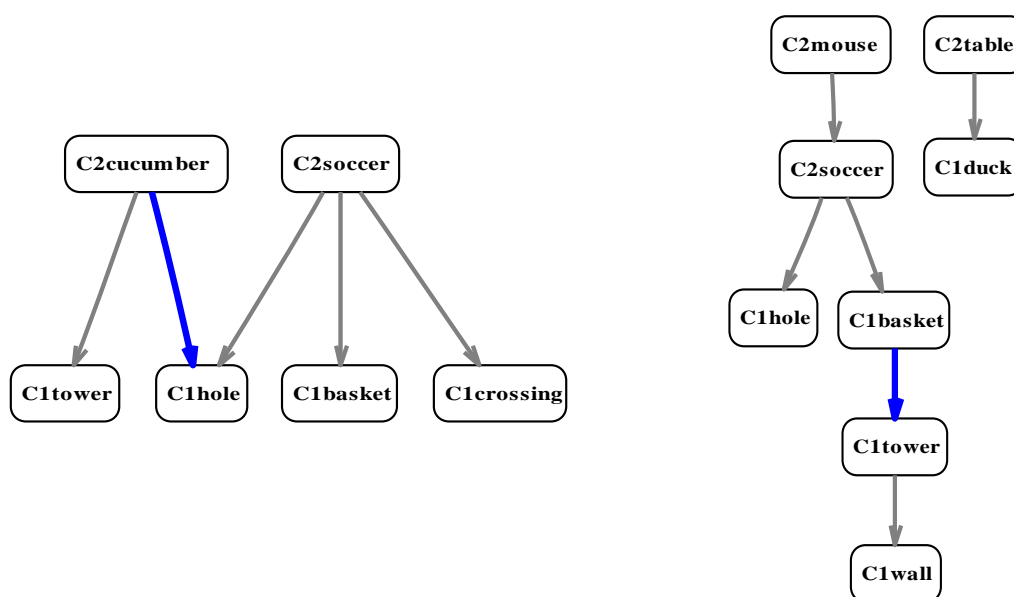 C2cucumber
C2soccer
C1tower
C1hole
C1basket
C1crossing
C2mouse
C2table
C2soccer
C1duck
C1hole
C1basket
C1tower
C1wall